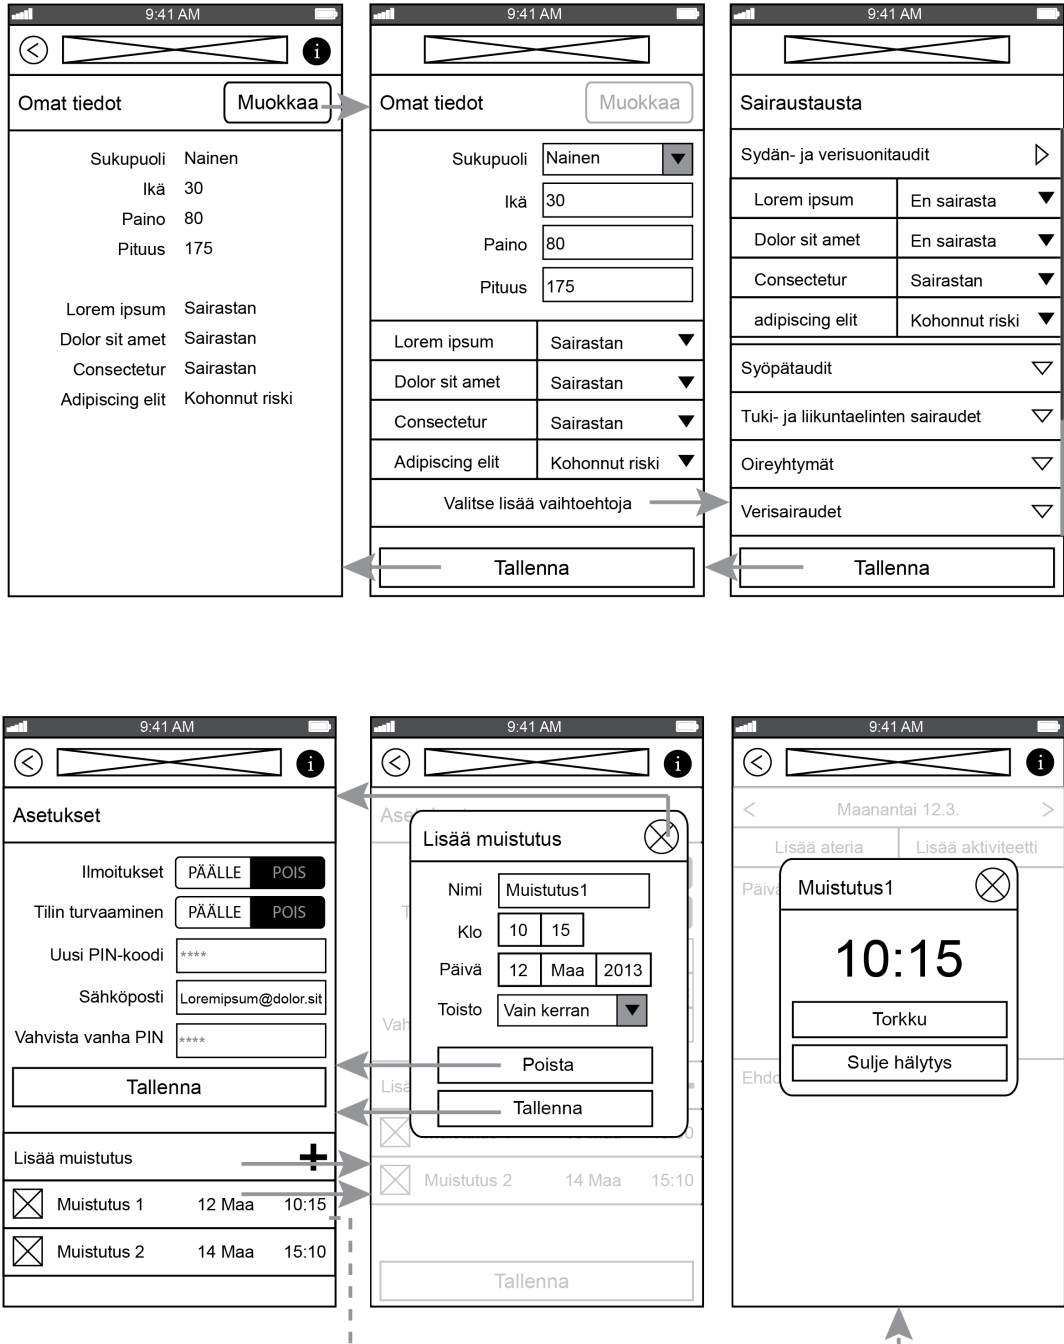 9:41 AM
i
Omat tiedot Muokkaa
Sukupuoli Nainen
Ikä 30
Paino 80
Pituus 175
Lorem ipsum Sairastan
Dolor sit amet Sairastan
Consectetur Sairastan
Adipiscing elit Kohonnut riski
9:41 AM
Omat tiedot Muokkaa
Sukupuoli Nainen
Ikä 30
Paino 80
Pituus 175
Lorem ipsum Sairastan
Dolor sit amet Sairastan
Consectetur Sairastan
Adipiscing elit Kohonnut riski
Valitse lisää vaihtoehtoja
Tallenna
9:41 AM
Sairaustausta
Sydän- ja verisuonitaudit
Lorem ipsum En sairasta
Dolor sit amet En sairasta
Consectetur Sairastan
adipiscing elit Kohonnut riski
Syöpätaudit
Tuki- ja liikuntaelinten sairaudet
Oireyhtymät
Verisairaudet
Tallenna
9:41 AM
i
Asetukset
Ilmoitukset PÄÄLLE POIS
Tilin turvaaminen PÄÄLLE POIS
Uusi PIN-koodi ****
Sähköposti Loremipsum@dolor.sit
Vahvista vanha PIN ****
Tallenna
Lisää muistutus +
Muistutus 1 12 Maa 10:15
Muistutus 2 14 Maa 15:10
9:41 AM
i
Lisää muistutus
Nimi Muistutus1
Klo 10 15
Päivä 12 Maa 2013
Toisto Vain kerran
Poista
Tallenna
Muistutus 2 14 Maa 15:10
Tallenna
9:41 AM
i
< Maanantai 12.3. >
Lisää ateria Lisää aktiviteetti
Muistutus1
10:15
Torkku
Sulje hälytys